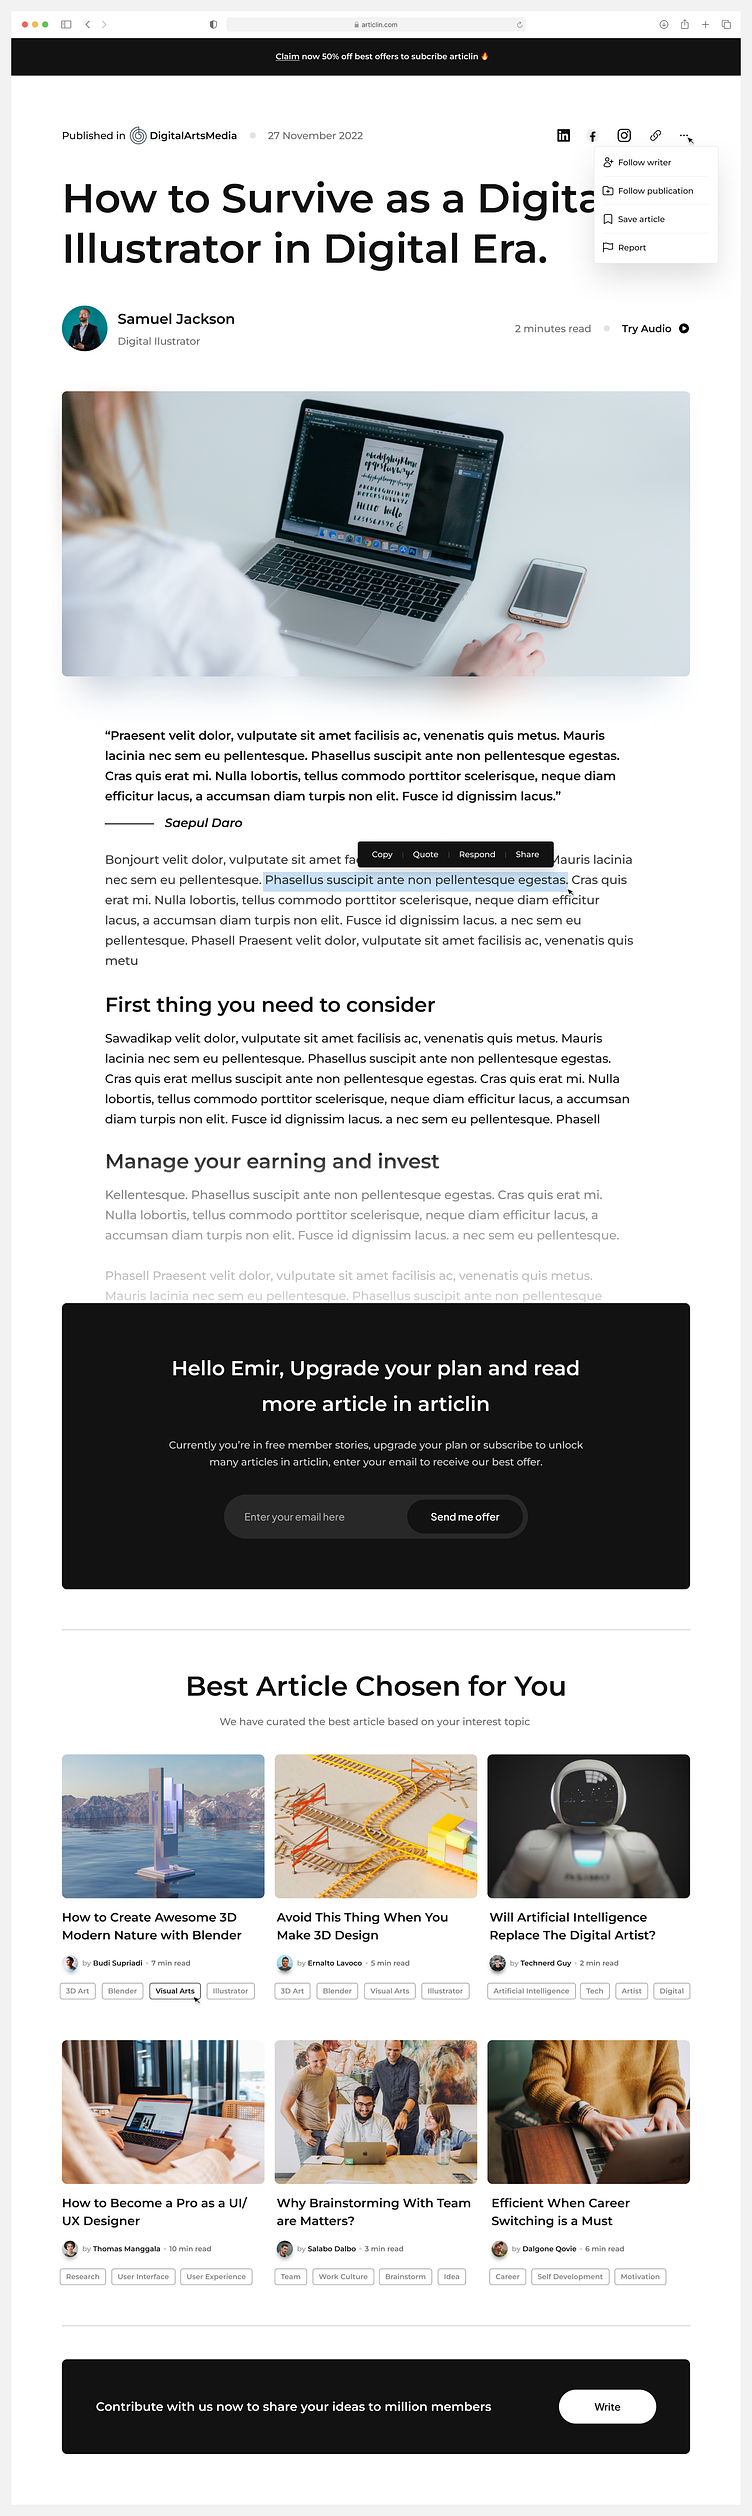 articlin.com
Claim now 50% off best offers to subcribe articlin 🔥
Published in DigitalArtsMedia 27 November 2022
Follow writer
Follow publication
Save article
Report
How to Survive as a Digita
Illustrator in Digital Era.
Samuel Jackson
Digital Ilustrator
2 minutes read Try Audio
“Praesent velit dolor, vulputate sit amet facilisis ac, venenatis quis metus. Mauris
lacinia nec sem eu pellentesque. Phasellus suscipit ante non pellentesque egestas.
Cras quis erat mi. Nulla lobortis, tellus commodo porttitor scelerisque, neque diam
efficitur lacus, a accumsan diam turpis non elit. Fusce id dignissim lacus.”
Saepul Daro
Copy Quote Respond Share
Bonjourt velit dolor, vulputate sit amet fac Mauris lacinia
nec sem eu pellentesque. Phasellus suscipit ante non pellentesque egestas. Cras quis
erat mi. Nulla lobortis, tellus commodo porttitor scelerisque, neque diam efficitur
lacus, a accumsan diam turpis non elit. Fusce id dignissim lacus. a nec sem eu
pellentesque. Phasell Praesent velit dolor, vulputate sit amet facilisis ac, venenatis quis
metu
First thing you need to consider
Sawadikap velit dolor, vulputate sit amet facilisis ac, venenatis quis metus. Mauris
lacinia nec sem eu pellentesque. Phasellus suscipit ante non pellentesque egestas.
Cras quis erat mellus suscipit ante non pellentesque egestas. Cras quis erat mi. Nulla
lobortis, tellus commodo porttitor scelerisque, neque diam efficitur lacus, a accumsan
diam turpis non elit. Fusce id dignissim lacus. a nec sem eu pellentesque. Phasell
Manage your earning and invest
Kellentesque. Phasellus suscipit ante non pellentesque egestas. Cras quis erat mi.
Nulla lobortis, tellus commodo porttitor scelerisque, neque diam efficitur lacus, a
accumsan diam turpis non elit. Fusce id dignissim lacus. a nec sem eu pellentesque.
Phasell Praesent velit dolor, vulputate sit amet facilisis ac, venenatis quis metus.
Mauris lacinia nec sem eu pellentesque. Phasellus suscipit ante non pellentesque
Hello Emir, Upgrade your plan and read
more article in articlin
Currently you’re in free member stories, upgrade your plan or subscribe to unlock
many articles in articlin, enter your email to receive our best offer.
Enter your email here Send me offer
Best Article Chosen for You
We have curated the best article based on your interest topic
How to Create Awesome 3D
Modern Nature with Blender
by Budi Supriadi 7 min read
3D Art Blender Visual Arts Illustrator
Avoid This Thing When You
Make 3D Design
by Ernalto Lavoco 5 min read
3D Art Blender Visual Arts Illustrator
Will Artificial Intelligence
Replace The Digital Artist?
by Technerd Guy 2 min read
Artificial Intelligence Tech Artist Digital
How to Become a Pro as a UI/
UX Designer
by Thomas Manggala 10 min read
Research User Interface User Experience
Why Brainstorming With Team
are Matters?
by Salabo Dalbo 3 min read
Team Work Culture Brainstorm Idea
Efficient When Career
Switching is a Must
by Dalgone Qovie 6 min read
Career Self Development Motivation
Contribute with us now to share your ideas to million members
Write